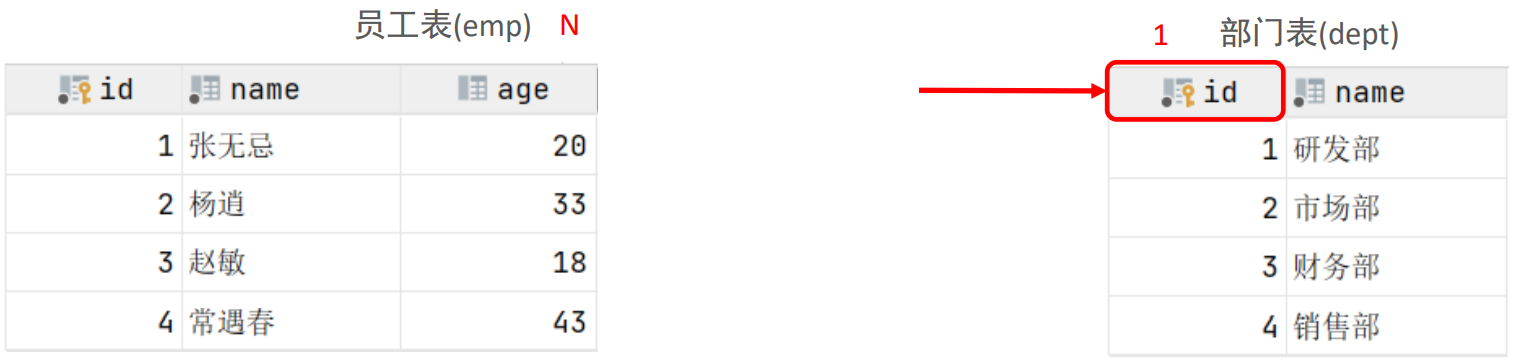 员工表(emp) N
id name age
1 张无忌 20
2 杨逍 33
3 赵敏 18
4 常遇春 43
1 部门表(dept)
id name
1 研发部
2 市场部
3 财务部
4 销售部